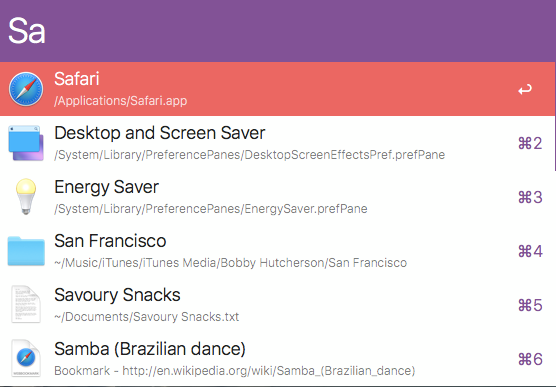 Sa
Safari
/Applications/Safari.app
↩
Desktop and Screen Saver
/System/Library/PreferencePanes/DesktopScreenEffectsPref.prefPane
⌘2
Energy Saver
/System/Library/PreferencePanes/EnergySaver.prefPane
⌘3
San Francisco
~/Music/iTunes/iTunes Media/Bobby Hutcherson/San Francisco
⌘4
Savoury Snacks
~/Documents/Savoury Snacks.txt
⌘5
Samba (Brazilian dance)
Bookmark - http://en.wikipedia.org/wiki/Samba_(Brazilian_dance)
⌘6